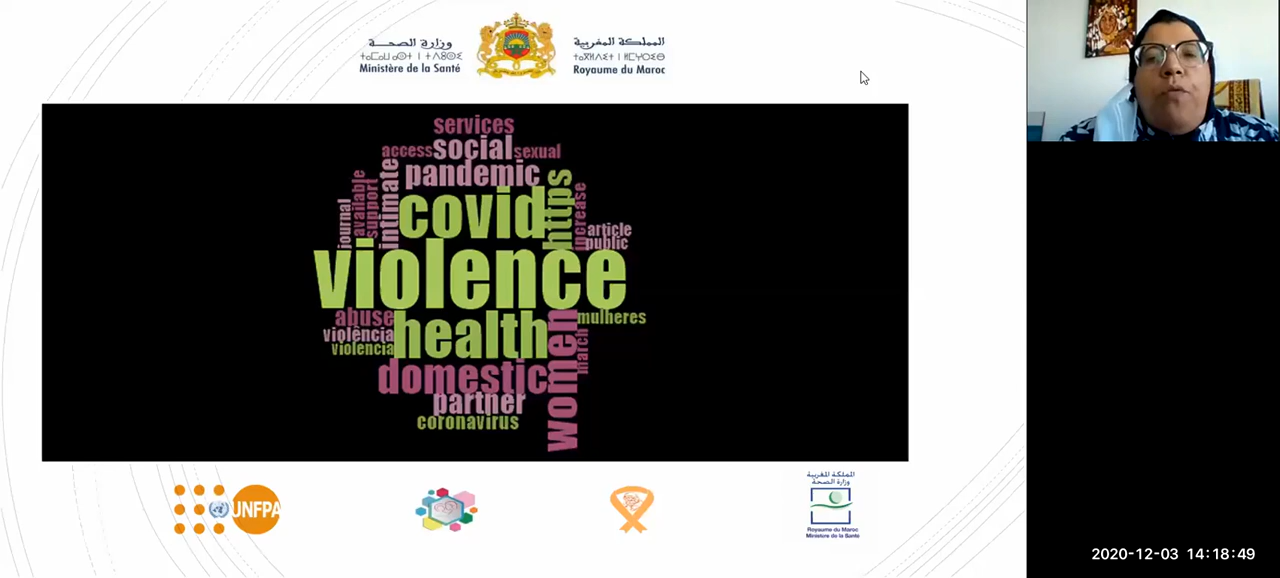 وزارة الصحة
ⵜⴰⵎⴰⵡⴰⵙⵜ ⵏ ⵜⴷⵓⵙⵉ
Ministère de la Santé
المملكة المغربية
ⵜⴰⴳⵍⴷⵉⵜ ⵏ ⵍⵎⵖⵔⵉⴱ
Royaume du Maroc
services
access social sexual
pandemic
intimate
support
available
journal
covid
https
increase
article
public
violence
abuse
violência
violencia
health
women
mulheres
march
domestic
partner
coronavirus
UNFPA
المملكة المغربية
وزارة الصحة
Royaume du Maroc
Ministère de la Santé
2020-12-03 14:18:49